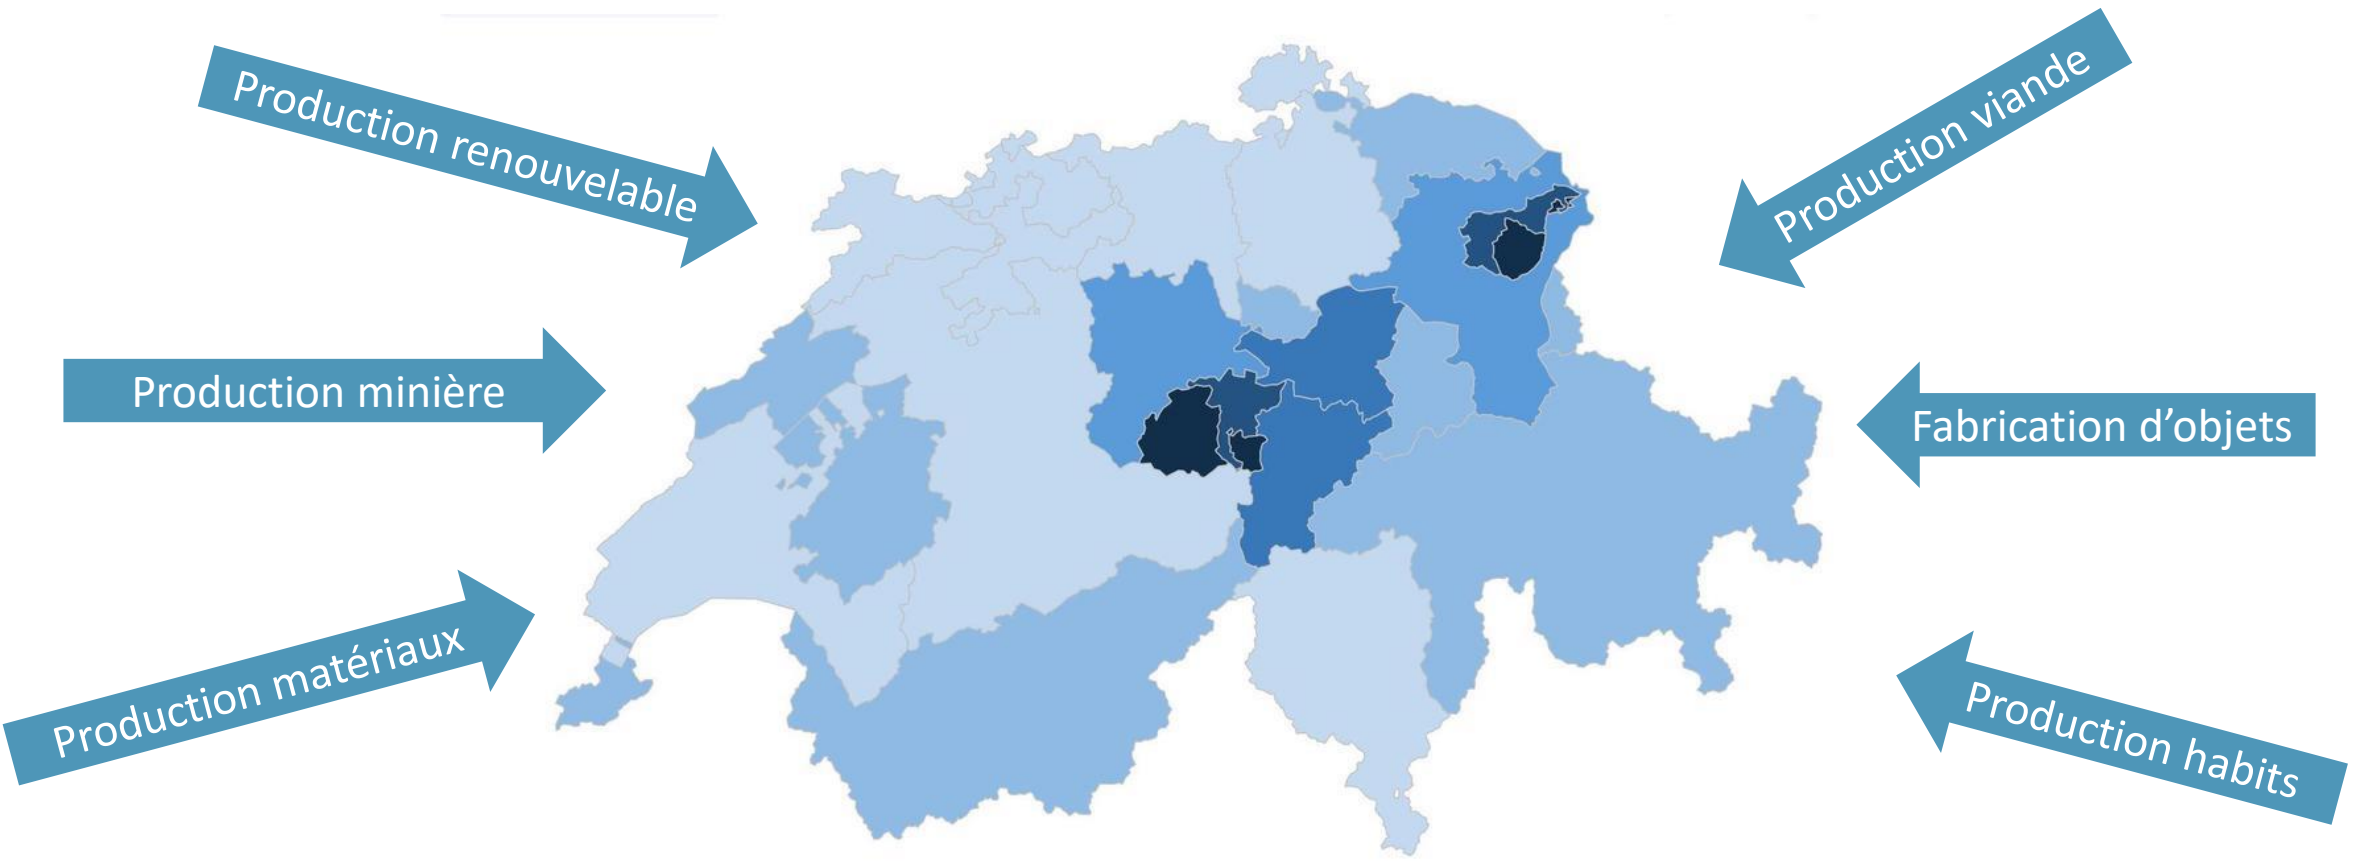 Production renouvelable
Production viande
Production minière
Fabrication d'objets
Production matériaux
Production habits